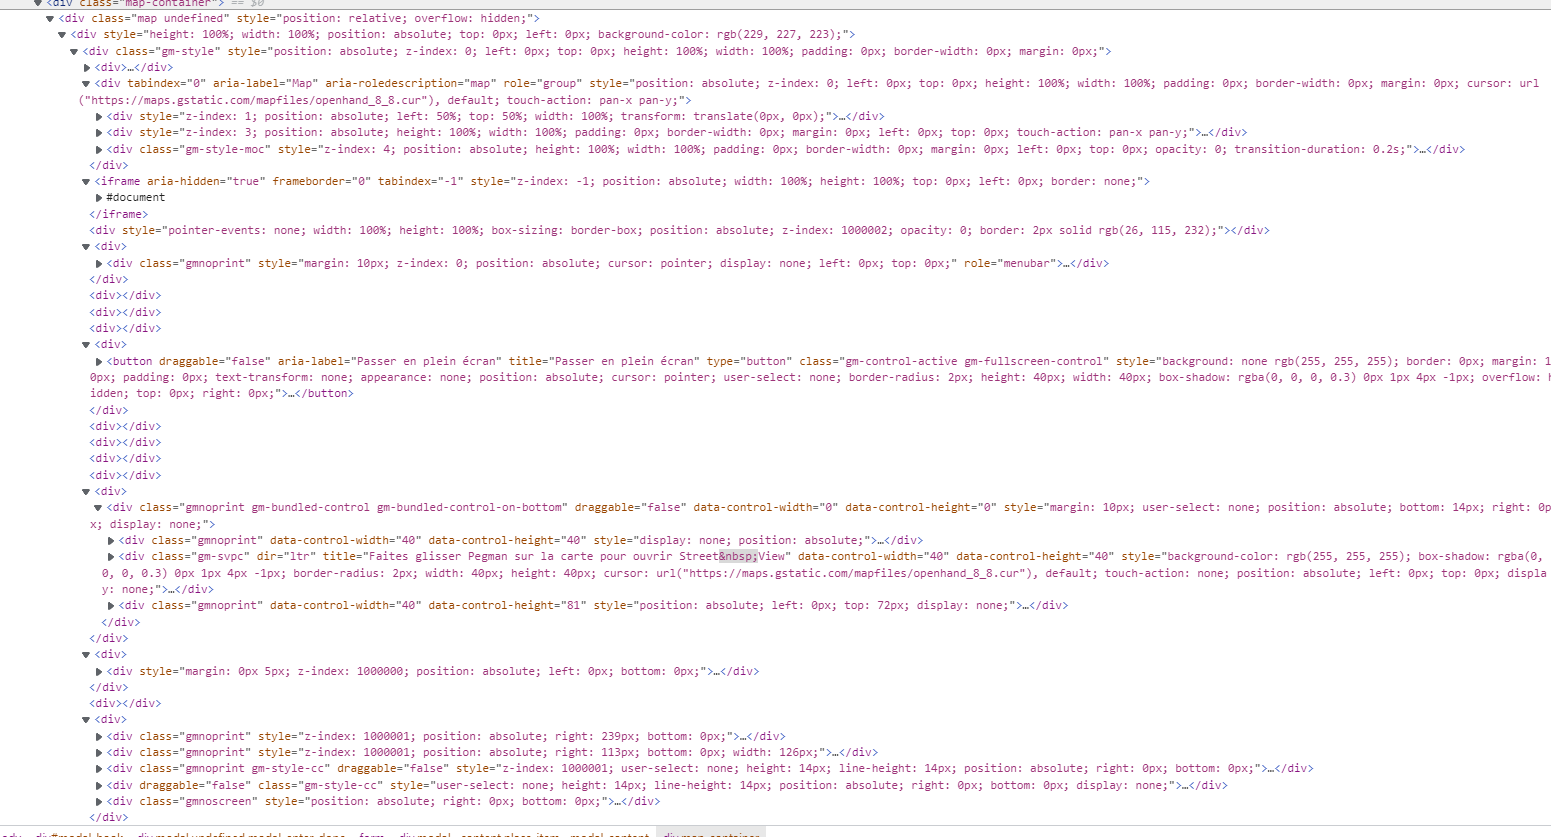 <div class="map-container"> == $0
<div class="map undefined" style="position: relative; overflow: hidden;">
<div style="height: 100%; width: 100%; position: absolute; top: 0px; left: 0px; background-color: rgb(229, 227, 223);">
<div class="gm-style" style="position: absolute; z-index: 0; left: 0px; top: 0px; height: 100%; width: 100%; padding: 0px; border-width: 0px; margin: 0px;">
<div>…</div>
<div tabindex="0" aria-label="Map" aria-roledescription="map" role="group" style="position: absolute; z-index: 0; left: 0px; top: 0px; height: 100%; width: 100%; padding: 0px; border-width: 0px; margin: 0px; cursor: url
("https://maps.gstatic.com/mapfiles/openhand_8_8.cur"), default; touch-action: pan-x pan-y;">
<div style="z-index: 1; position: absolute; left: 50%; top: 50%; width: 100%; transform: translate(0px, 0px);">…</div>
<div style="z-index: 3; position: absolute; height: 100%; width: 100%; padding: 0px; border-width: 0px; margin: 0px; left: 0px; top: 0px; touch-action: pan-x pan-y;">…</div>
<div class="gm-style-moc" style="z-index: 4; position: absolute; height: 100%; width: 100%; padding: 0px; border-width: 0px; margin: 0px; left: 0px; top: 0px; opacity: 0; transition-duration: 0.2s;">…</div>
</div>
<iframe aria-hidden="true" frameborder="0" tabindex="-1" style="z-index: -1; position: absolute; width: 100%; height: 100%; top: 0px; left: 0px; border: none;">
#document
</iframe>
<div style="pointer-events: none; width: 100%; height: 100%; box-sizing: border-box; position: absolute; z-index: 1000002; opacity: 0; border: 2px solid rgb(26, 115, 232);"></div>
<div>
<div class="gmnoprint" style="margin: 10px; z-index: 0; position: absolute; cursor: pointer; display: none; left: 0px; top: 0px;" role="menubar">…</div>
</div>
<div></div>
<div></div>
<div></div>
<div>
<button draggable="false" aria-label="Passer en plein écran" title="Passer en plein écran" type="button" class="gm-control-active gm-fullscreen-control" style="background: none rgb(255, 255, 255); border: 0px; margin: 1
0px; padding: 0px; text-transform: none; appearance: none; position: absolute; cursor: pointer; user-select: none; border-radius: 2px; height: 40px; width: 40px; box-shadow: rgba(0, 0, 0, 0.3) 0px 1px 4px -1px; overflow: h
idden; top: 0px; right: 0px;">…</button>
</div>
<div></div>
<div></div>
<div></div>
<div></div>
<div>
<div class="gmnoprint gm-bundled-control gm-bundled-control-on-bottom" draggable="false" data-control-width="0" data-control-height="0" style="margin: 10px; user-select: none; position: absolute; bottom: 14px; right: 0p
x; display: none;">
<div class="gmnoprint" data-control-width="40" data-control-height="40" style="display: none; position: absolute;">…</div>
<div class="gm-svpc" dir="ltr" title="Faites glisser Pegman sur la carte pour ouvrir Street&nbsp;View" data-control-width="40" data-control-height="40" style="background-color: rgb(255, 255, 255); box-shadow: rgba(0,
0, 0, 0.3) 0px 1px 4px -1px; border-radius: 2px; width: 40px; height: 40px; cursor: url("https://maps.gstatic.com/mapfiles/openhand_8_8.cur"), default; touch-action: none; position: absolute; left: 0px; top: 0px; displa
y: none;">…</div>
<div class="gmnoprint" data-control-width="40" data-control-height="81" style="position: absolute; left: 0px; top: 72px; display: none;">…</div>
</div>
</div>
<div>
<div style="margin: 0px 5px; z-index: 1000000; position: absolute; left: 0px; bottom: 0px;">…</div>
</div>
<div></div>
<div>
<div class="gmnoprint" style="z-index: 1000001; position: absolute; right: 239px; bottom: 0px;">…</div>
<div class="gmnoprint" style="z-index: 1000001; position: absolute; right: 113px; bottom: 0px; width: 126px;">…</div>
<div class="gmnoprint gm-style-cc" draggable="false" style="z-index: 1000001; user-select: none; height: 14px; line-height: 14px; position: absolute; right: 0px; bottom: 0px;">…</div>
<div draggable="false" class="gm-style-cc" style="user-select: none; height: 14px; line-height: 14px; position: absolute; right: 0px; bottom: 0px; display: none;">…</div>
<div class="gmnoscreen" style="position: absolute; right: 0px; bottom: 0px;">…</div>
</div>